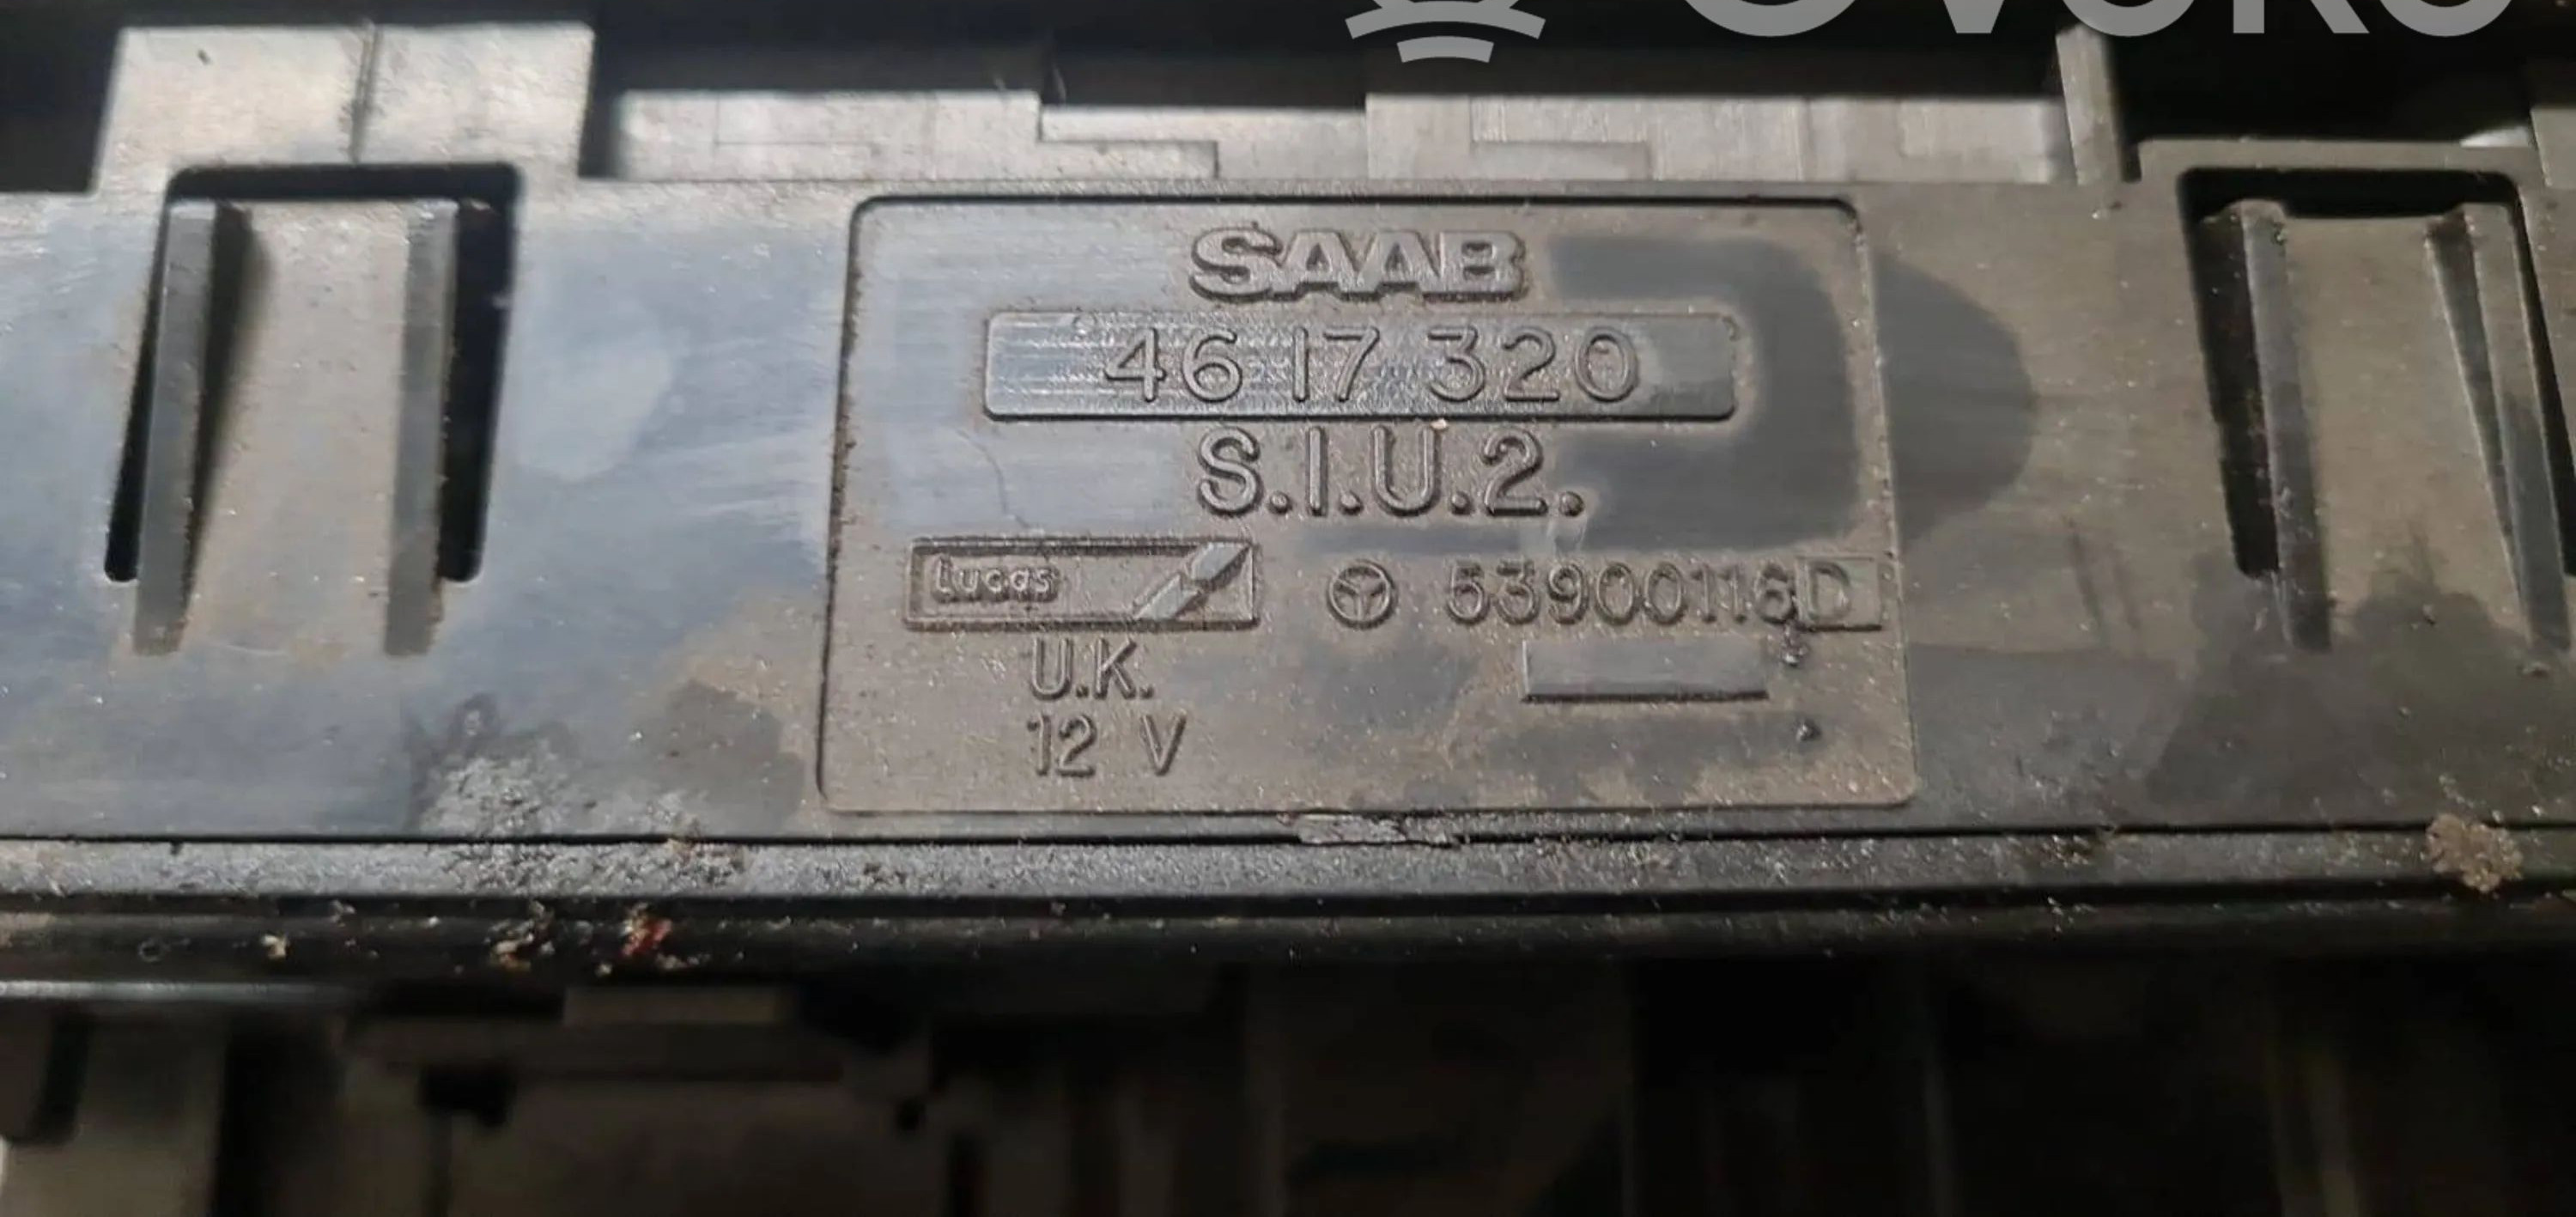 SAAB
46 17 320
S.I.U.2.
Lucas 53900116D
U.K.
12 V